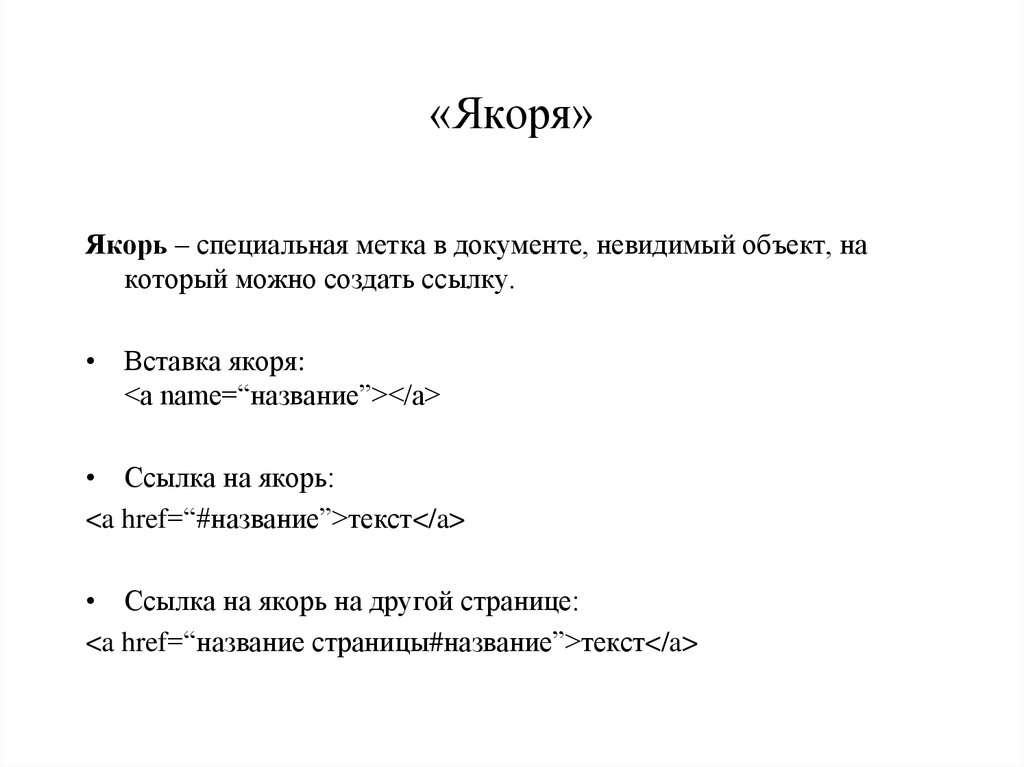 «Якоря»
Якорь – специальная метка в документе, невидимый объект, на
который можно создать ссылку.
• Вставка якоря:
<a name=“название”></a>
• Ссылка на якорь:
<a href=“#название”>текст</a>
• Ссылка на якорь на другой странице:
<a href=“название страницы#название”>текст</a>